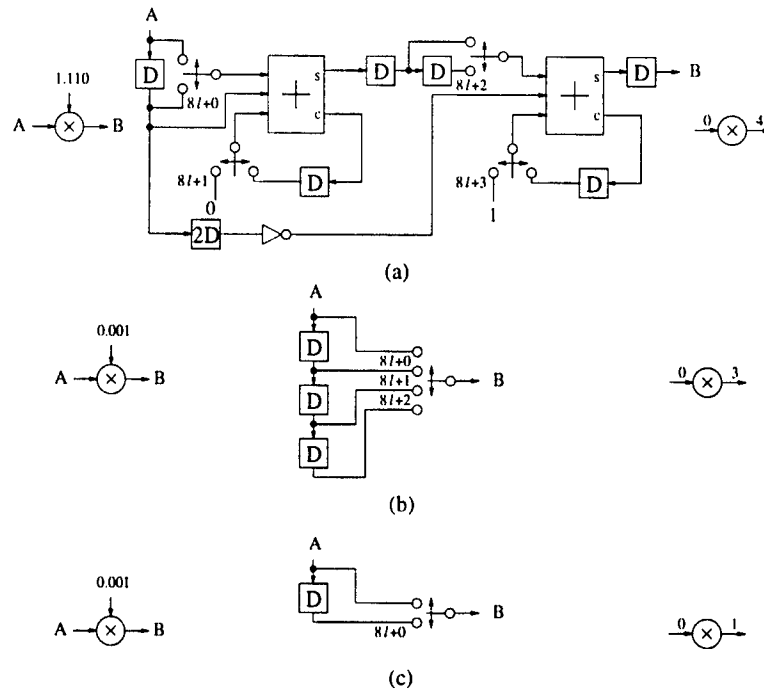 A
1.110
A × B
D
8l+0
+
s
c
D
D
8l+2
+
s
c
D
B
8l+1
0
D
8l+3
1
D
2D
0 × 4
(a)
A
0.001
A × B
D
8l+0
8l+1
D
8l+2
D
B
0 × 3
(b)
A
0.001
A × B
D
8l+0
B
0 × 1
(c)